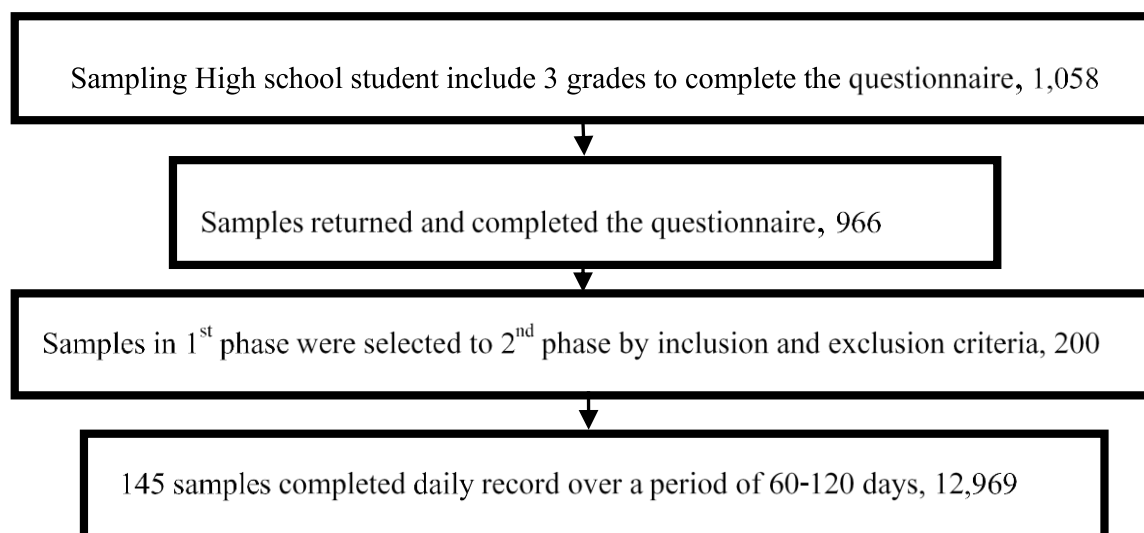 Sampling High school student include 3 grades to complete the questionnaire, 1,058
Samples returned and completed the questionnaire, 966
Samples in 1st phase were selected to 2nd phase by inclusion and exclusion criteria, 200
145 samples completed daily record over a period of 60-120 days, 12,969